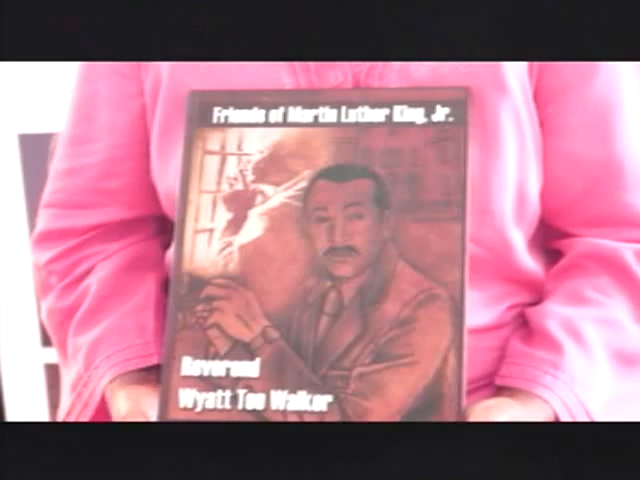 Friends of Martin Luther King, Jr.
Reverend
Wyatt Tee Walker